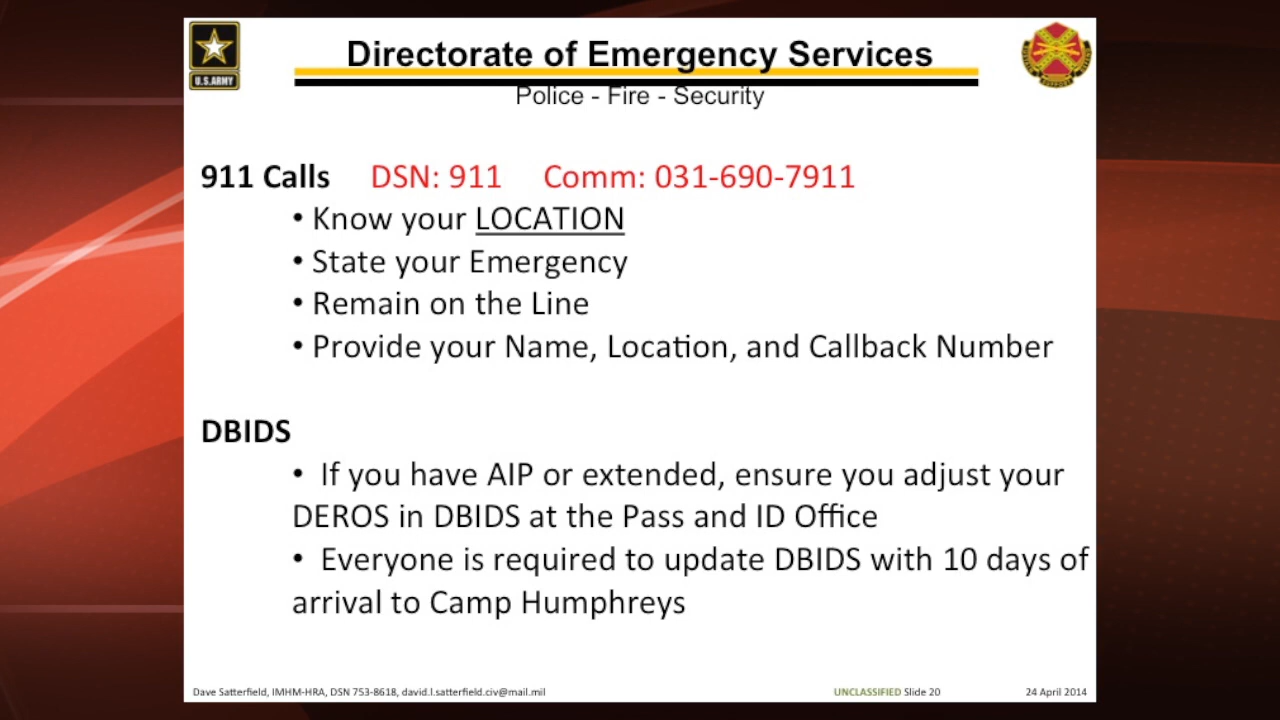 Directorate of Emergency Services
U.S.ARMY
Police - Fire - Security
911 Calls DSN: 911 Comm: 031-690-7911
• Know your LOCATION
• State your Emergency
• Remain on the Line
• Provide your Name, Location, and Callback Number
DBIDS
• If you have AIP or extended, ensure you adjust your
DEROS in DBIDS at the Pass and ID Office
• Everyone is required to update DBIDS with 10 days of
arrival to Camp Humphreys
Dave Satterfield, IMHM-HRA, DSN 753-8618, david.l.satterfield.civ@mail.mil UNCLASSIFIED Slide 20 24 April 2014